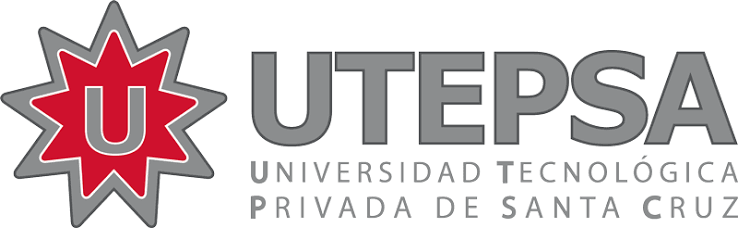 U
UTEPSA
UNIVERSIDAD TECNOLÓGICA
PRIVADA DE SANTA CRUZ